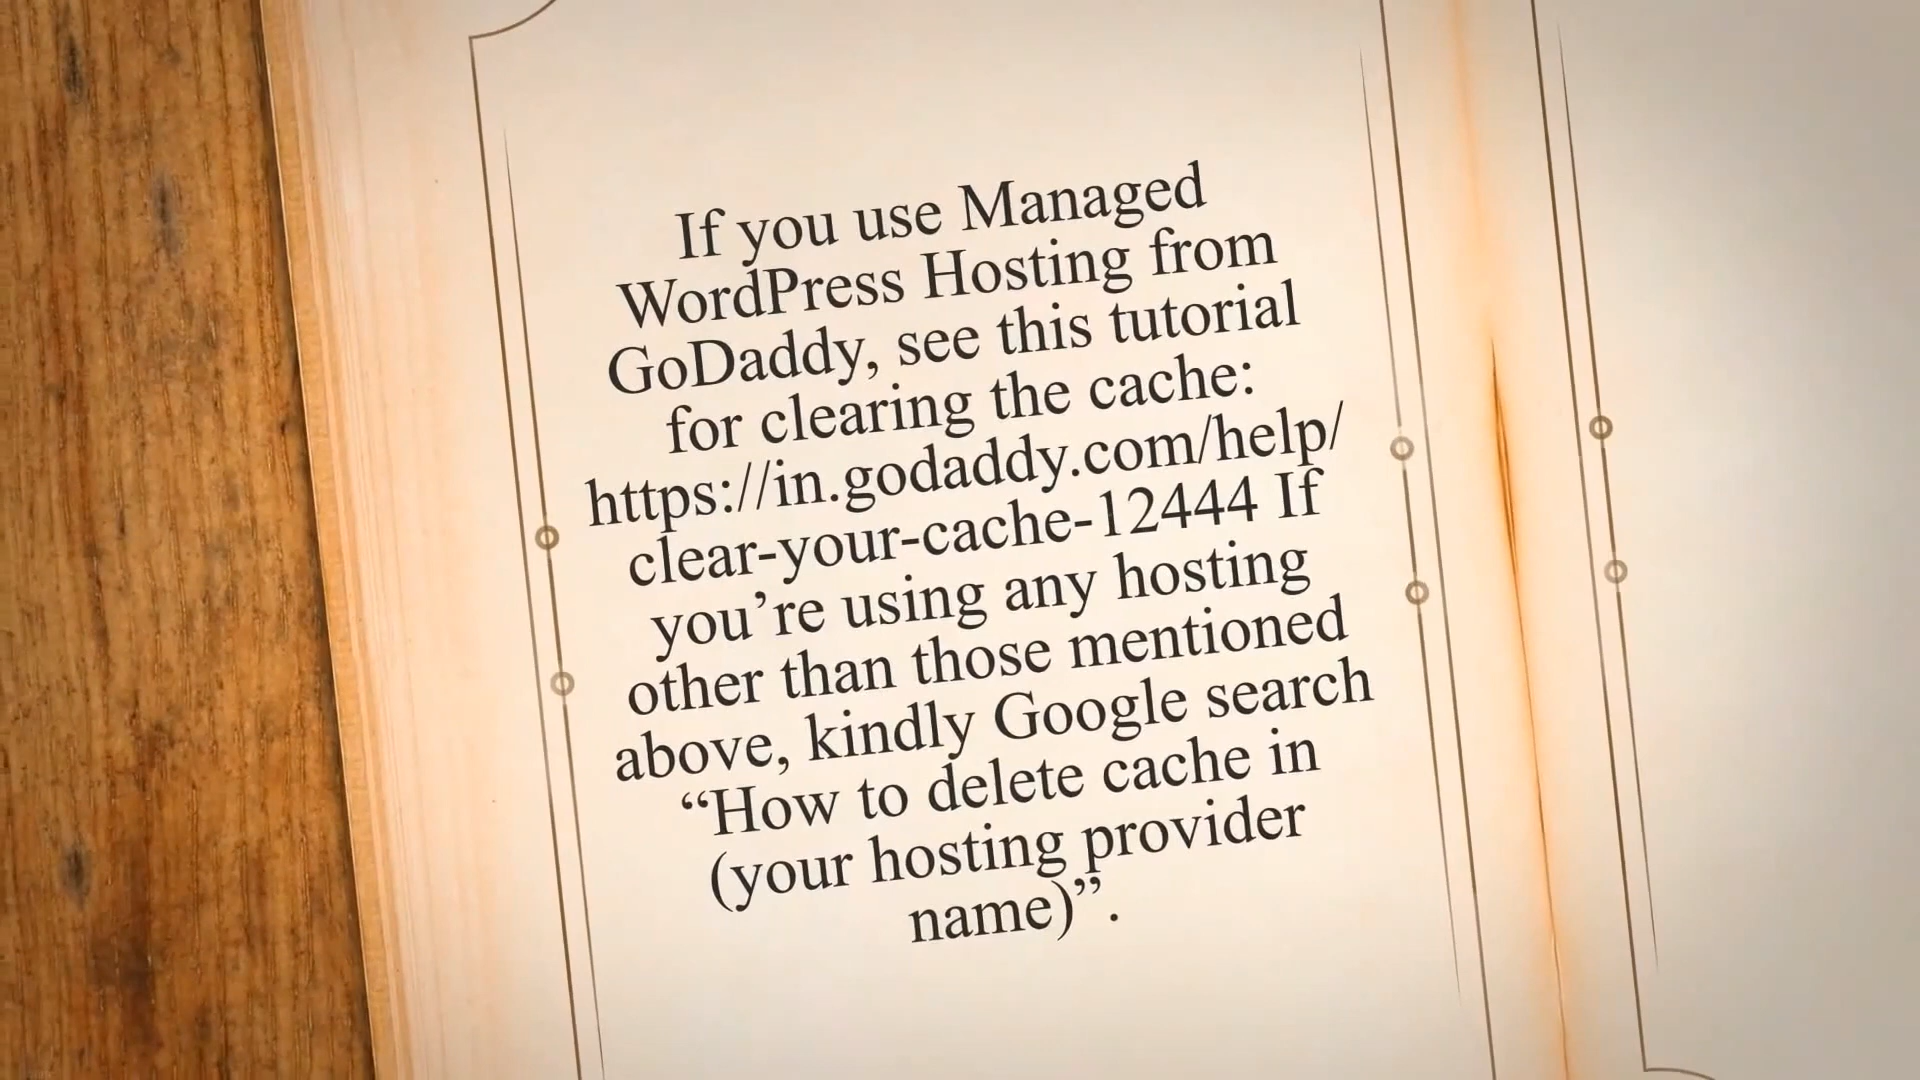 If you use Managed
WordPress Hosting from
GoDaddy, see this tutorial
for clearing the cache:
https://in.godaddy.com/help/
clear-your-cache-12444 If
you’re using any hosting
other than those mentioned
above, kindly Google search
“How to delete cache in
(your hosting provider
name)”.